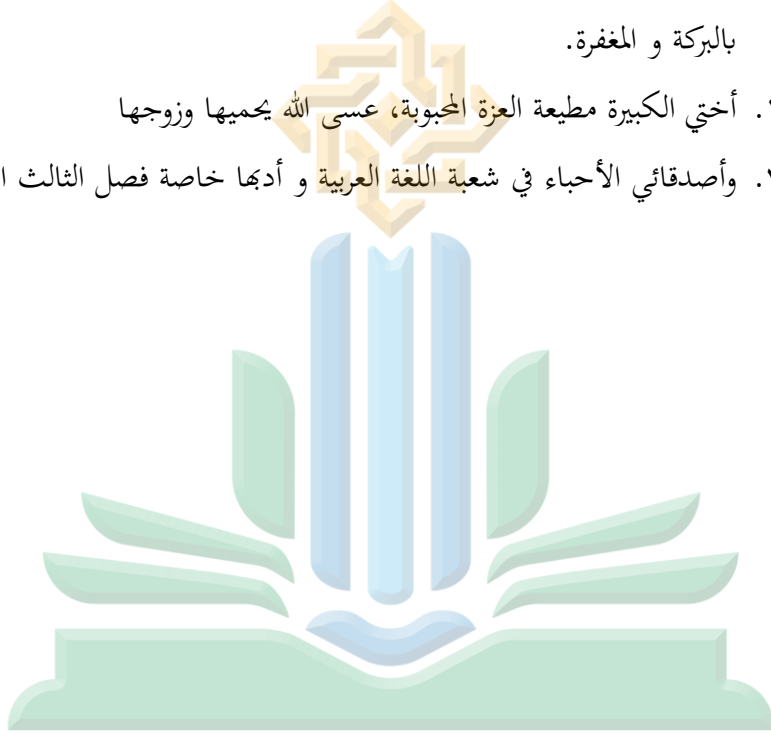 بالبركة و المغفرة.
. أختي الكبيرة مطيعة العزة المحبوبة، عسى الله يحميها وزوجها
. وأصدقائي الأحباء في شعبة اللغة العربية و أدبها خاصة فصل الثالث